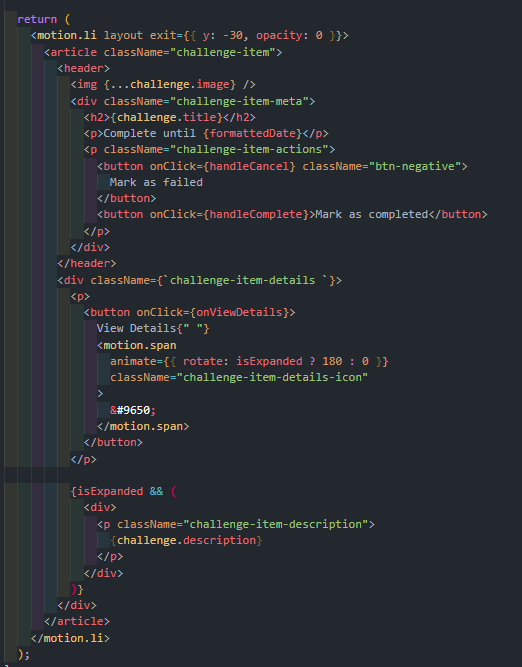 return (
<motion.li layout exit={{ y: -30, opacity: 0 }}>
<article className="challenge-item">
<header>
<img {...challenge.image} />
<div className="challenge-item-meta">
<h2>{challenge.title}</h2>
<p>Complete until {formattedDate}</p>
<p className="challenge-item-actions">
<button onClick={handleCancel} className="btn-negative">
Mark as failed
</button>
<button onClick={handleComplete}>Mark as completed</button>
</p>
</div>
</header>
<div className={`challenge-item-details `}>
<p>
<button onClick={onViewDetails}>
View Details{" "}
<motion.span
animate={{ rotate: isExpanded ? 180 : 0 }}
className="challenge-item-details-icon"
>
&#9650;
</motion.span>
</button>
</p>
{isExpanded && (
<div>
<p className="challenge-item-description">
{challenge.description}
</p>
</div>
)}
</div>
</article>
</motion.li>
);